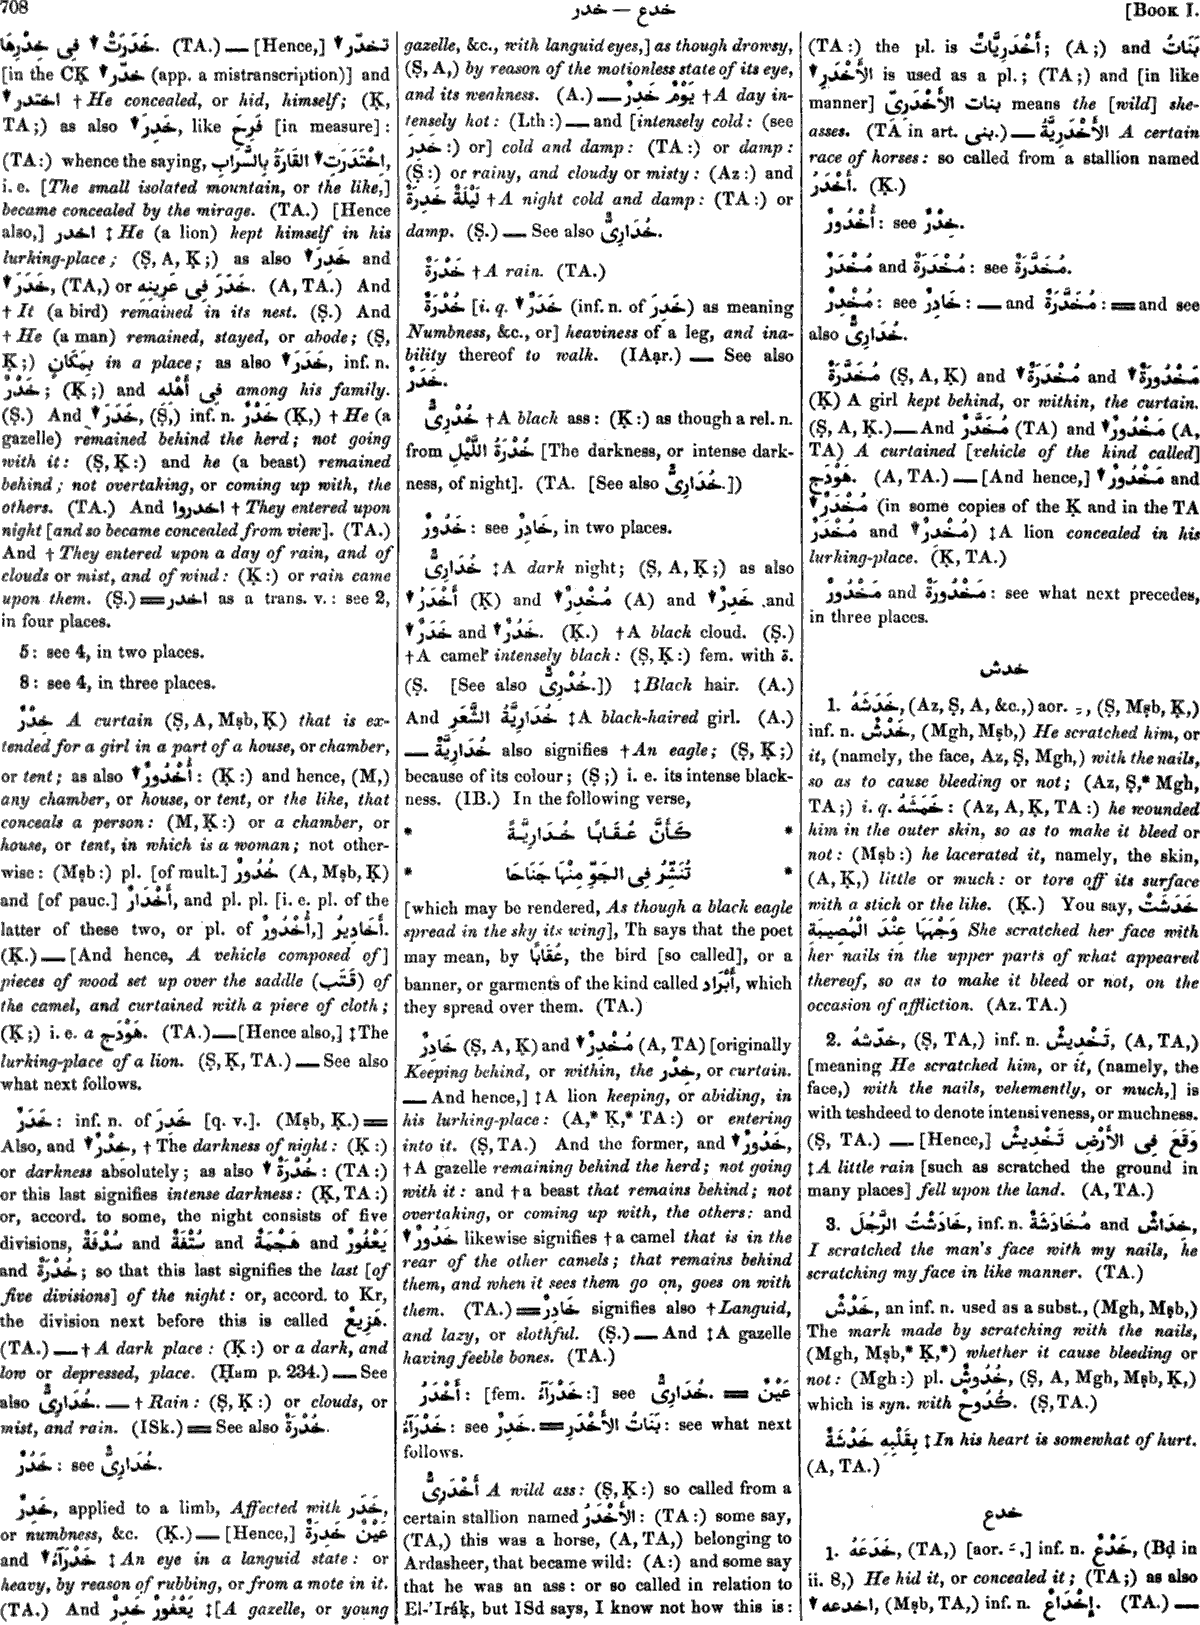 708
خدع — خدر
[BOOK I.
خَدَّرَتْ فِى خِدْرِهَا. (TA.) — [Hence,] تخدّر
[in the CḲ خدّر (app. a mistranscription)] and
اختدر † He concealed, or hid, himself; (Ḳ,
TA;) as also خَدِرَ, like فَرِحَ [in measure]:
(TA:) whence the saying, اِخْتَدَرَتِ القَارَةُ بِالسَّرَابِ,
i. e. [The small isolated mountain, or the like,]
became concealed by the mirage. (TA.) [Hence
also,] اخدر ‡ He (a lion) kept himself in his
lurking-place; (Ṣ, A, Ḳ;) as also خَدِرَ and
خَدَرَ, (TA,) or خَدَرَ فِى عَرِينِهِ. (A, TA.) And
† It (a bird) remained in its nest. (Ṣ.) And
† He (a man) remained, stayed, or abode; (Ṣ,
Ḳ;) بِمَكَانٍ in a place; as also خَدَرَ, inf. n.
خَدْرٌ; (Ḳ;) and فِى أَهْلِهِ among his family.
(Ṣ.) And خَدَرَ, (Ṣ,) inf. n. خَدْرٌ (Ḳ,) † He (a
gazelle) remained behind the herd; not going
with it: (Ṣ, Ḳ:) and he (a beast) remained
behind; not overtaking, or coming up with, the
others. (TA.) And اخدروا † They entered upon
night [and so became concealed from view]. (TA.)
And † They entered upon a day of rain, and of
clouds or mist, and of wind: (Ḳ:) or rain came
upon them. (Ṣ.) ══ اخدر as a trans. v.: see 2,
in four places.
5: see 4, in two places.
8: see 4, in three places.
خِدْرٌ A curtain (Ṣ, A, Mṣb, Ḳ) that is ex-
tended for a girl in a part of a house, or chamber,
or tent; as also أُخْدُورٌ: (Ḳ:) and hence, (M,)
any chamber, or house, or tent, or the like, that
conceals a person: (M, Ḳ:) or a chamber, or
house, or tent, in which is a woman; not other-
wise: (Mṣb:) pl. [of mult.] خُدُورٌ (A, Mṣb, Ḳ)
and [of pauc.] أَخْدَارٌ, and pl. pl. [i. e. pl. of the
latter of these two, or pl. of أُخْدُورٌ,] أَخَادِيرُ.
(Ḳ.) — [And hence, A vehicle composed of]
pieces of wood set up over the saddle (قَتَب) of
the camel, and curtained with a piece of cloth;
(Ḳ;) i. e. a هَوْدَج. (TA.) — [Hence also,] ‡ The
lurking-place of a lion. (Ṣ, Ḳ, TA.) — See also
what next follows.
خَدَرٌ: inf. n. of خَدِرَ [q. v.]. (Mṣb, Ḳ.) ══
Also, and خِدْرٌ, † The darkness of night: (Ḳ:)
or darkness absolutely; as also خُدْرَةٌ: (TA:)
or this last signifies intense darkness: (Ḳ, TA:)
or, accord. to some, the night consists of five
divisions, سُدْفَةٌ and سُتْفَةٌ and هَجْمَةٌ and يَعْفُورٌ
and خُدْرَةٌ; so that this last signifies the last [of
five divisions] of the night: or, accord. to Kr,
the division next before this is called هَزِيعٌ.
(TA.) — † A dark place: (Ḳ:) or a dark, and
low or depressed, place. (Ḥam p. 234.) — See
also خُدَارِىٌّ. — † Rain: (Ṣ, Ḳ:) or clouds, or
mist, and rain. (ISk.) ══ See also خُدْرَةٌ.
خَدُرٌ: see خُدَارِىٌّ.
خَدِرٌ, applied to a limb, Affected with خَدَر,
or numbness, &c. (Ḳ.) — [Hence,] عَيْنٌ خَدِرَةٌ
and خَدْرَآءُ ‡ An eye in a languid state: or
heavy, by reason of rubbing, or from a mote in it.
(TA.) And يَعْفُورٌ خَدِرٌ ‡ [A gazelle, or young
gazelle, &c., with languid eyes,] as though drowsy,
(Ṣ, A,) by reason of the motionless state of its eye,
and its weakness. (A.) — يَوْمٌ خَدِرٌ † A day in-
tensely hot: (Lth:) — and [intensely cold: (see
خَدِرَ:) or] cold and damp: (TA:) or damp:
(Ṣ:) or rainy, and cloudy or misty: (Az:) and
لَيْلَةٌ خَدِرَةٌ † A night cold and damp: (TA:) or
damp. (Ṣ.) — See also خُدَارِىٌّ.
خَدْرَةٌ † A rain. (TA.)
خُدْرَةٌ [i. q. خَدَرٌ (inf. n. of خَدِرَ) as meaning
Numbness, &c., or] heaviness of a leg, and ina-
bility thereof to walk. (IAạr.) — See also
خَدَرٌ.
خُدْرِىٌّ † A black ass: (Ḳ:) as though a rel. n.
from خُدْرَةُ اللَّيْلِ [The darkness, or intense dark-
ness, of night]. (TA. [See also خُدَارِىٌّ.])
خَدُورٌ: see خَادِرٌ, in two places.
خُدَارِىٌّ ‡ A dark night; (Ṣ, A, Ḳ;) as also
أَخْدَرُ (Ḳ) and مُخْدِرٌ (A) and خَدِرٌ and
خَدَرٌ and خَدُرٌ. (Ḳ.) † A black cloud. (Ṣ.)
† A camel intensely black: (Ṣ, Ḳ:) fem. with ة.
(Ṣ. [See also خُدْرِىٌّ.]) ‡ Black hair. (A.)
And خُدَارِيَّةُ الشَّعَرِ ‡ A black-haired girl. (A.)
— خُدَارِيَّةٌ also signifies † An eagle; (Ṣ, Ḳ;)
because of its colour; (Ṣ;) i. e. its intense black-
ness. (IB.) In the following verse,
* كَأَنَّ عُقَابًا خُدَارِيَّةً *
* تُنَشِّرُ فِى الجَوِّ مِنْهَا جَنَاحَا *
[which may be rendered, As though a black eagle
spread in the sky its wing], Th says that the poet
may mean, by عُقَابًا, the bird [so called], or a
banner, or garments of the kind called أَبْرَاد, which
they spread over them. (TA.)
خَادِرٌ (Ṣ, A, Ḳ) and مُخْدِرٌ (A, TA) [originally
Keeping behind, or within, the خِدْر, or curtain.
— And hence,] ‡ A lion keeping, or abiding, in
his lurking-place: (A,* Ḳ,* TA:) or entering
into it. (Ṣ, TA.) And the former, and خَدُورٌ,
† A gazelle remaining behind the herd; not going
with it: and † a beast that remains behind; not
overtaking, or coming up with, the others: and
خَدُورٌ likewise signifies † a camel that is in the
rear of the other camels; that remains behind
them, and when it sees them go on, goes on with
them. (TA.) ══ خَادِرٌ signifies also † Languid,
and lazy, or slothful. (Ṣ.) — And ‡ A gazelle
having feeble bones. (TA.)
أَخْدَرُ: [fem. خَدْرَآءُ:] see خُدَارِىٌّ. ══ عَيْنٌ
خَدْرَآءُ: see خَدِرٌ. ══ بَنَاتُ الأَخْدَرِ: see what next
follows.
أَخْدَرِىٌّ A wild ass: (Ṣ, Ḳ:) so called from a
certain stallion named الأَخْدَرُ: (TA:) some say,
(TA,) this was a horse, (A, TA,) belonging to
Ardasheer, that became wild: (A:) and some say
that he was an ass: or so called in relation to
El-'Iráḳ, but ISd says, I know not how this is:
(TA:) the pl. is أَخْدَرِيَّاتٌ; (A;) and بَنَاتُ
الأَخْدَرِ is used as a pl.; (TA;) and [in like
manner] بنات الأَخْدَرِىّ means the [wild] she-
asses. (TA in art. بنى.) — الأَخْدَرِيَّةُ A certain
race of horses: so called from a stallion named
أَخْدَرُ. (Ḳ.)
أُخْدُورٌ: see خِدْرٌ.
مُخْدَرٌ and مُخْدَرَةٌ: see مُخَدَّرَةٌ.
مُخْدِرٌ: see خَادِرٌ: — and مُخَدَّرَةٌ: ══ and see
also خُدَارِىٌّ.
مُخَدَّرَةٌ (Ṣ, A, Ḳ) and مُخْدَرَةٌ and مَخْدُورَةٌ
(Ḳ) A girl kept behind, or within, the curtain.
(Ṣ, A, Ḳ.) — And مُخَدَّرٌ (TA) and مَخْدُورٌ (A,
TA) A curtained [vehicle of the kind called]
هَوْدَج. (A, TA.) — [And hence,] مَخْدُورٌ and
مُخْدَرٌ (in some copies of the Ḳ and in the TA
مُخْدَرٌ and مُخْدِرٌ) ‡ A lion concealed in his
lurking-place. (Ḳ, TA.)
مَخْدُورٌ and مَخْدُورَةٌ: see what next precedes,
in three places.
خدش
1. خَدَشَهُ, (Az, Ṣ, A, &c.,) aor. ـِ, (Ṣ, Mṣb, Ḳ,)
inf. n. خَدْشٌ, (Mgh, Mṣb,) He scratched him, or
it, (namely, the face, Az, Ṣ, Mgh,) with the nails,
so as to cause bleeding or not; (Az, Ṣ,* Mgh,
TA;) i. q. خَمَشَهُ: (Az, A, Ḳ, TA:) he wounded
him in the outer skin, so as to make it bleed or
not: (Mṣb:) he lacerated it, namely, the skin,
(A, Ḳ,) little or much: or tore off its surface
with a stick or the like. (Ḳ.) You say, خَدَشَتْ
وَجْهَهَا عِنْدَ المُصِيبَةِ She scratched her face with
her nails in the upper parts of what appeared
thereof, so as to make it bleed or not, on the
occasion of affliction. (Az. TA.)
2. خدّشهُ, (Ṣ, TA,) inf. n. تَخْدِيشٌ, (A, TA,)
[meaning He scratched him, or it, (namely, the
face,) with the nails, vehemently, or much,] is
with teshdeed to denote intensiveness, or muchness.
(Ṣ, TA.) — [Hence,] وَقَعَ فِى الأَرْضِ تَخْدِيشٌ
‡ A little rain [such as scratched the ground in
many places] fell upon the land. (A, TA.)
3. خَادَشْتُ الرَّجُلَ, inf. n. مُخَادَشَةٌ and خِدَاشٌ,
I scratched the man's face with my nails, he
scratching my face in like manner. (TA.)
خَدْشٌ, an inf. n. used as a subst., (Mgh, Mṣb,)
The mark made by scratching with the nails,
(Mgh, Mṣb,* Ḳ,*) whether it cause bleeding or
not: (Mgh:) pl. خُدُوشٌ, (Ṣ, A, Mgh, Mṣb, Ḳ,)
which is syn. with كُدُوحٌ. (Ṣ, TA.)
بِقَلْبِهِ خَدْشَةٌ ‡ In his heart is somewhat of hurt.
(A, TA.)
خدع
1. خَدَعَهُ, (TA,) [aor. ـَ,] inf. n. خَدْعٌ, (Bḍ in
ii. 8,) He hid it, or concealed it; (TA;) as also
اخدعه, (Mṣb, TA,) inf. n. إِخْدَاعٌ. (TA.) —